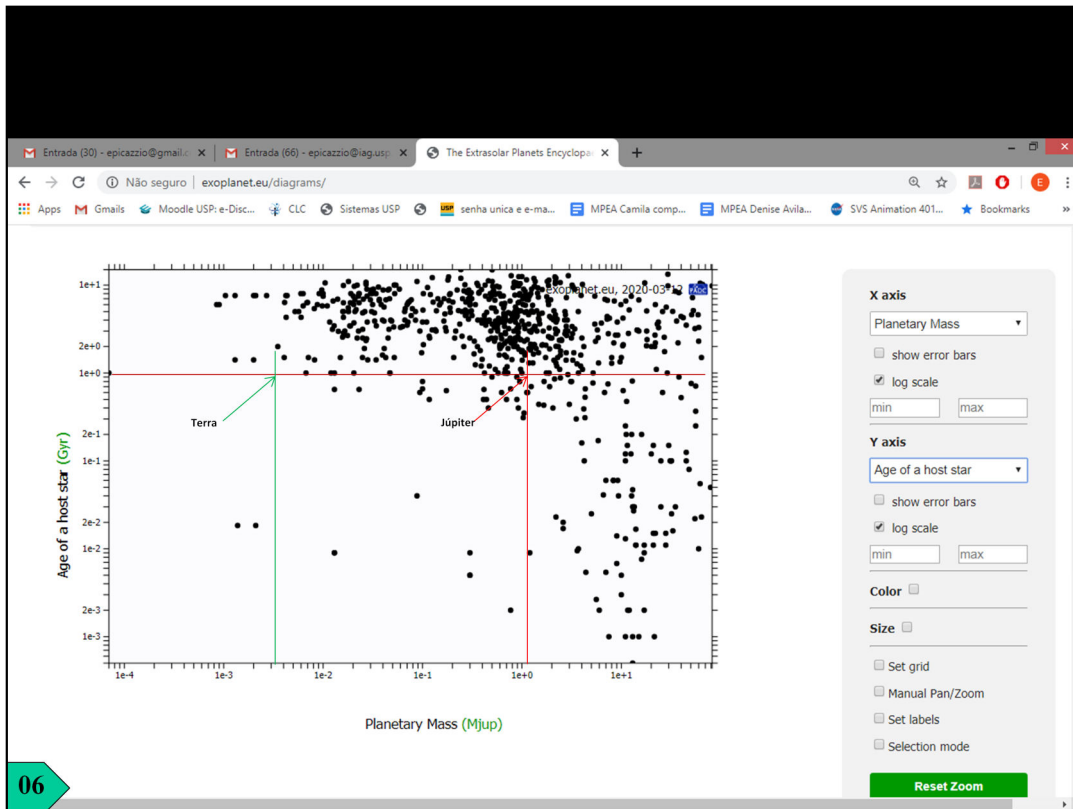 Entrada (30) - epicazzio@gmail.c
Entrada (66) - epicazzio@iag.usp
The Extrasolar Planets Encyclopa
Não seguro | exoplanet.eu/diagrams/
Apps
Gmails
Moodle USP: e-Disc...
CLC
Sistemas USP
USP
senha unica e e-ma...
MPEA Camila comp...
MPEA Denise Avila...
SVS Animation 401...
Bookmarks
»
exoplanet.eu, 2020-03-12
1e+1
2e+0
1e+0
2e-1
1e-1
2e-2
1e-2
2e-3
1e-3
Age of a host star (Gyr)
Terra
Júpiter
1e-4
1e-3
1e-2
1e-1
1e+0
1e+1
Planetary Mass (Mjup)
X axis
Planetary Mass
show error bars
log scale
min
max
Y axis
Age of a host star
show error bars
log scale
min
max
Color
Size
Set grid
Manual Pan/Zoom
Set labels
Selection mode
Reset Zoom
06